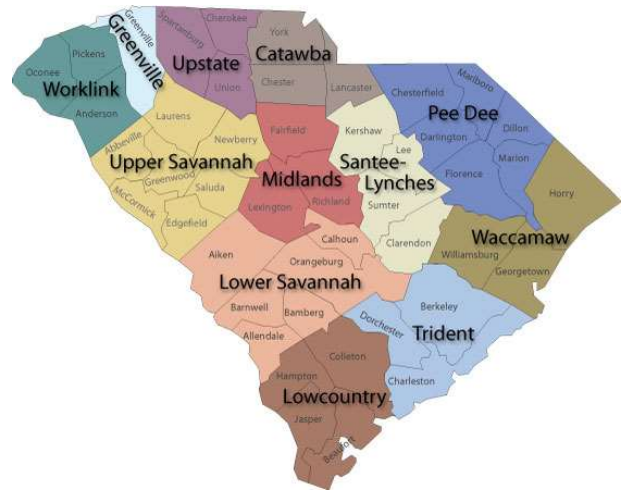 Greenville
Greenville
Spartanburg
Cherokee
Upstate
Union
York
Catawba
Chester
Lancaster
Pickens
Oconee
Worklink
Anderson
Laurens
Newberry
Abbeville
Upper Savannah
Greenwood
Saluda
McCormick
Edgefield
Fairfield
Midlands
Lexington
Richland
Kershaw
Lee
Santee-
Lynches
Sumter
Clarendon
Chesterfield
Marlboro
Pee Dee
Darlington
Dillon
Florence
Marion
Horry
Waccamaw
Williamsburg
Georgetown
Aiken
Calhoun
Orangeburg
Lower Savannah
Barnwell
Bamberg
Allendale
Berkeley
Dorchester
Trident
Charleston
Colleton
Hampton
Lowcountry
Jasper
Beaufort